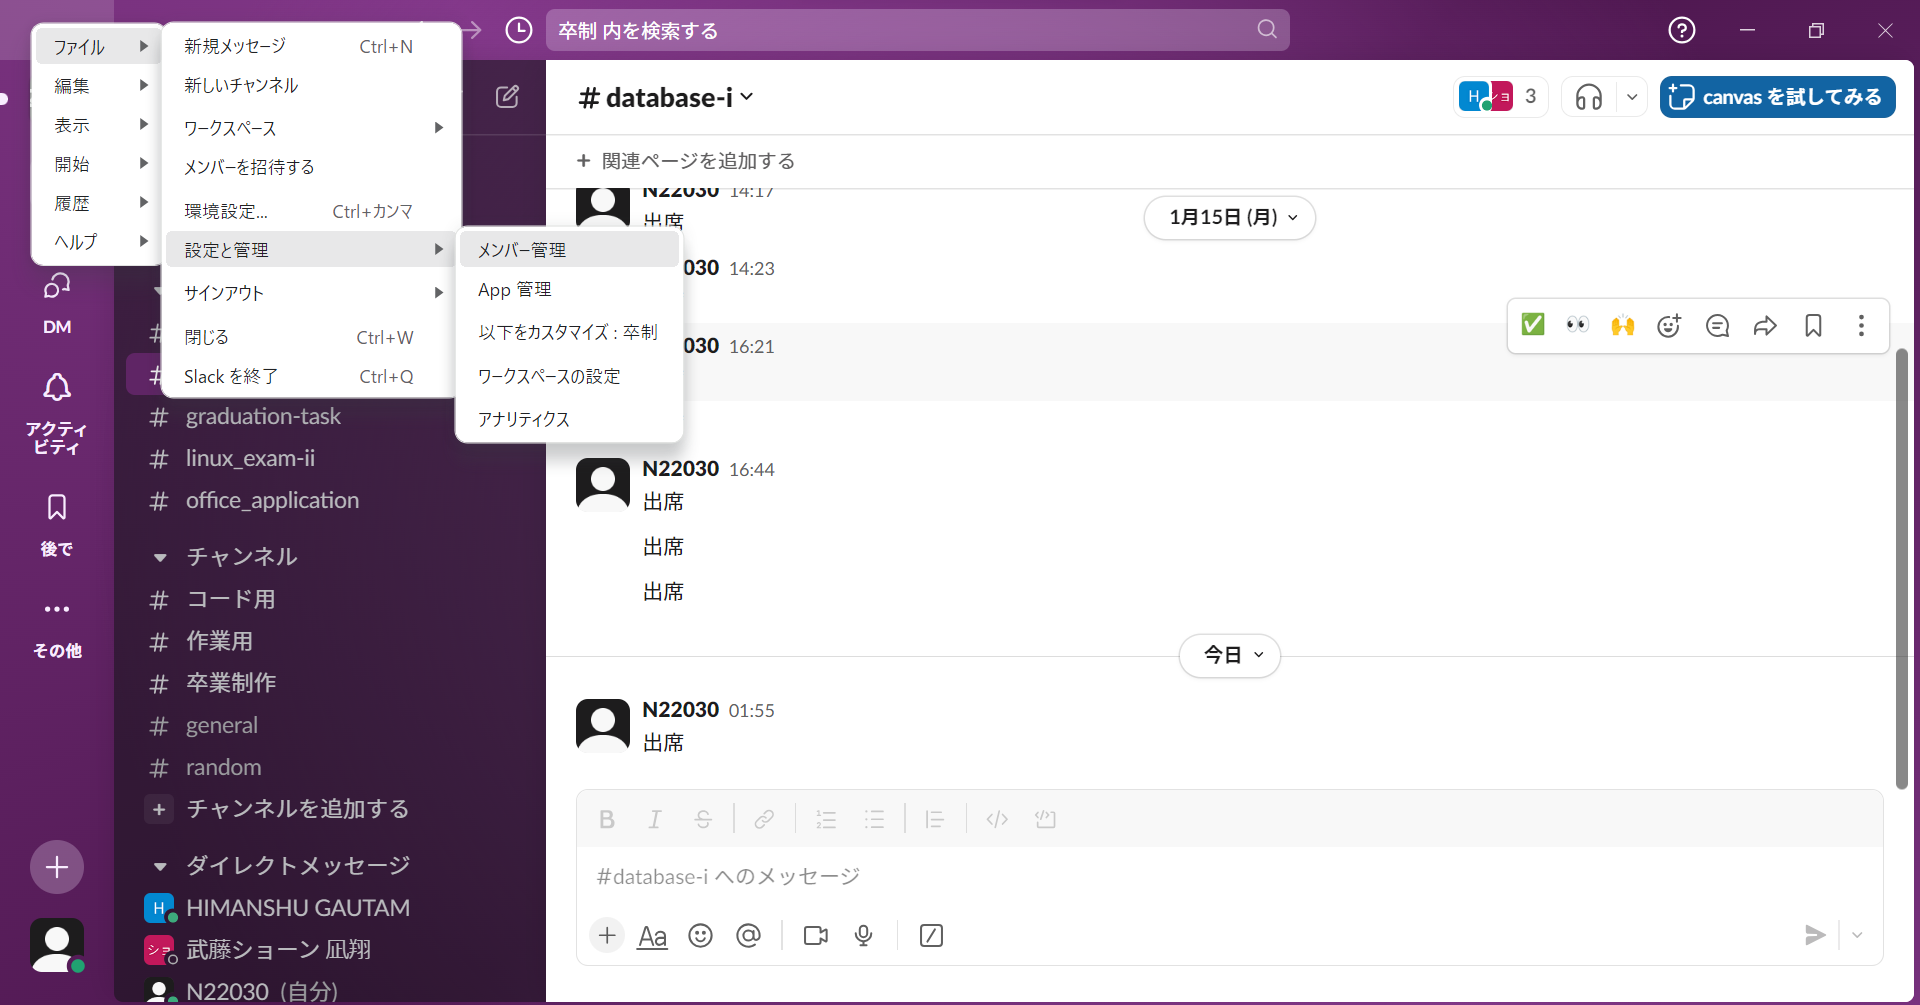 卒制 内を検索する
ファイル
編集
表示
開始
履歴
ヘルプ
新規メッセージ Ctrl+N
新しいチャンネル
ワークスペース
メンバーを招待する
環境設定... Ctrl+カンマ
設定と管理
サインアウト
閉じる Ctrl+W
Slack を終了 Ctrl+Q
メンバー管理
App 管理
以下をカスタマイズ : 卒制
ワークスペースの設定
アナリティクス
DM
アクティ
ビティ
後で
その他
# graduation-task
# linux_exam-ii
# office_application
チャンネル
# コード用
# 作業用
# 卒業制作
# general
# random
+ チャンネルを追加する
ダイレクトメッセージ
H HIMANSHU GAUTAM
ショ 武藤ショーン 凪翔
N22030 (自分)
# database-i
H ショ 3
canvas を試してみる
+ 関連ページを追加する
N22030 14:17
出席
1月15日 (月)
030 14:23
030 16:21
N22030 16:44
出席
出席
出席
今日
N22030 01:55
出席
B I S
#database-i へのメッセージ
+ Aa @